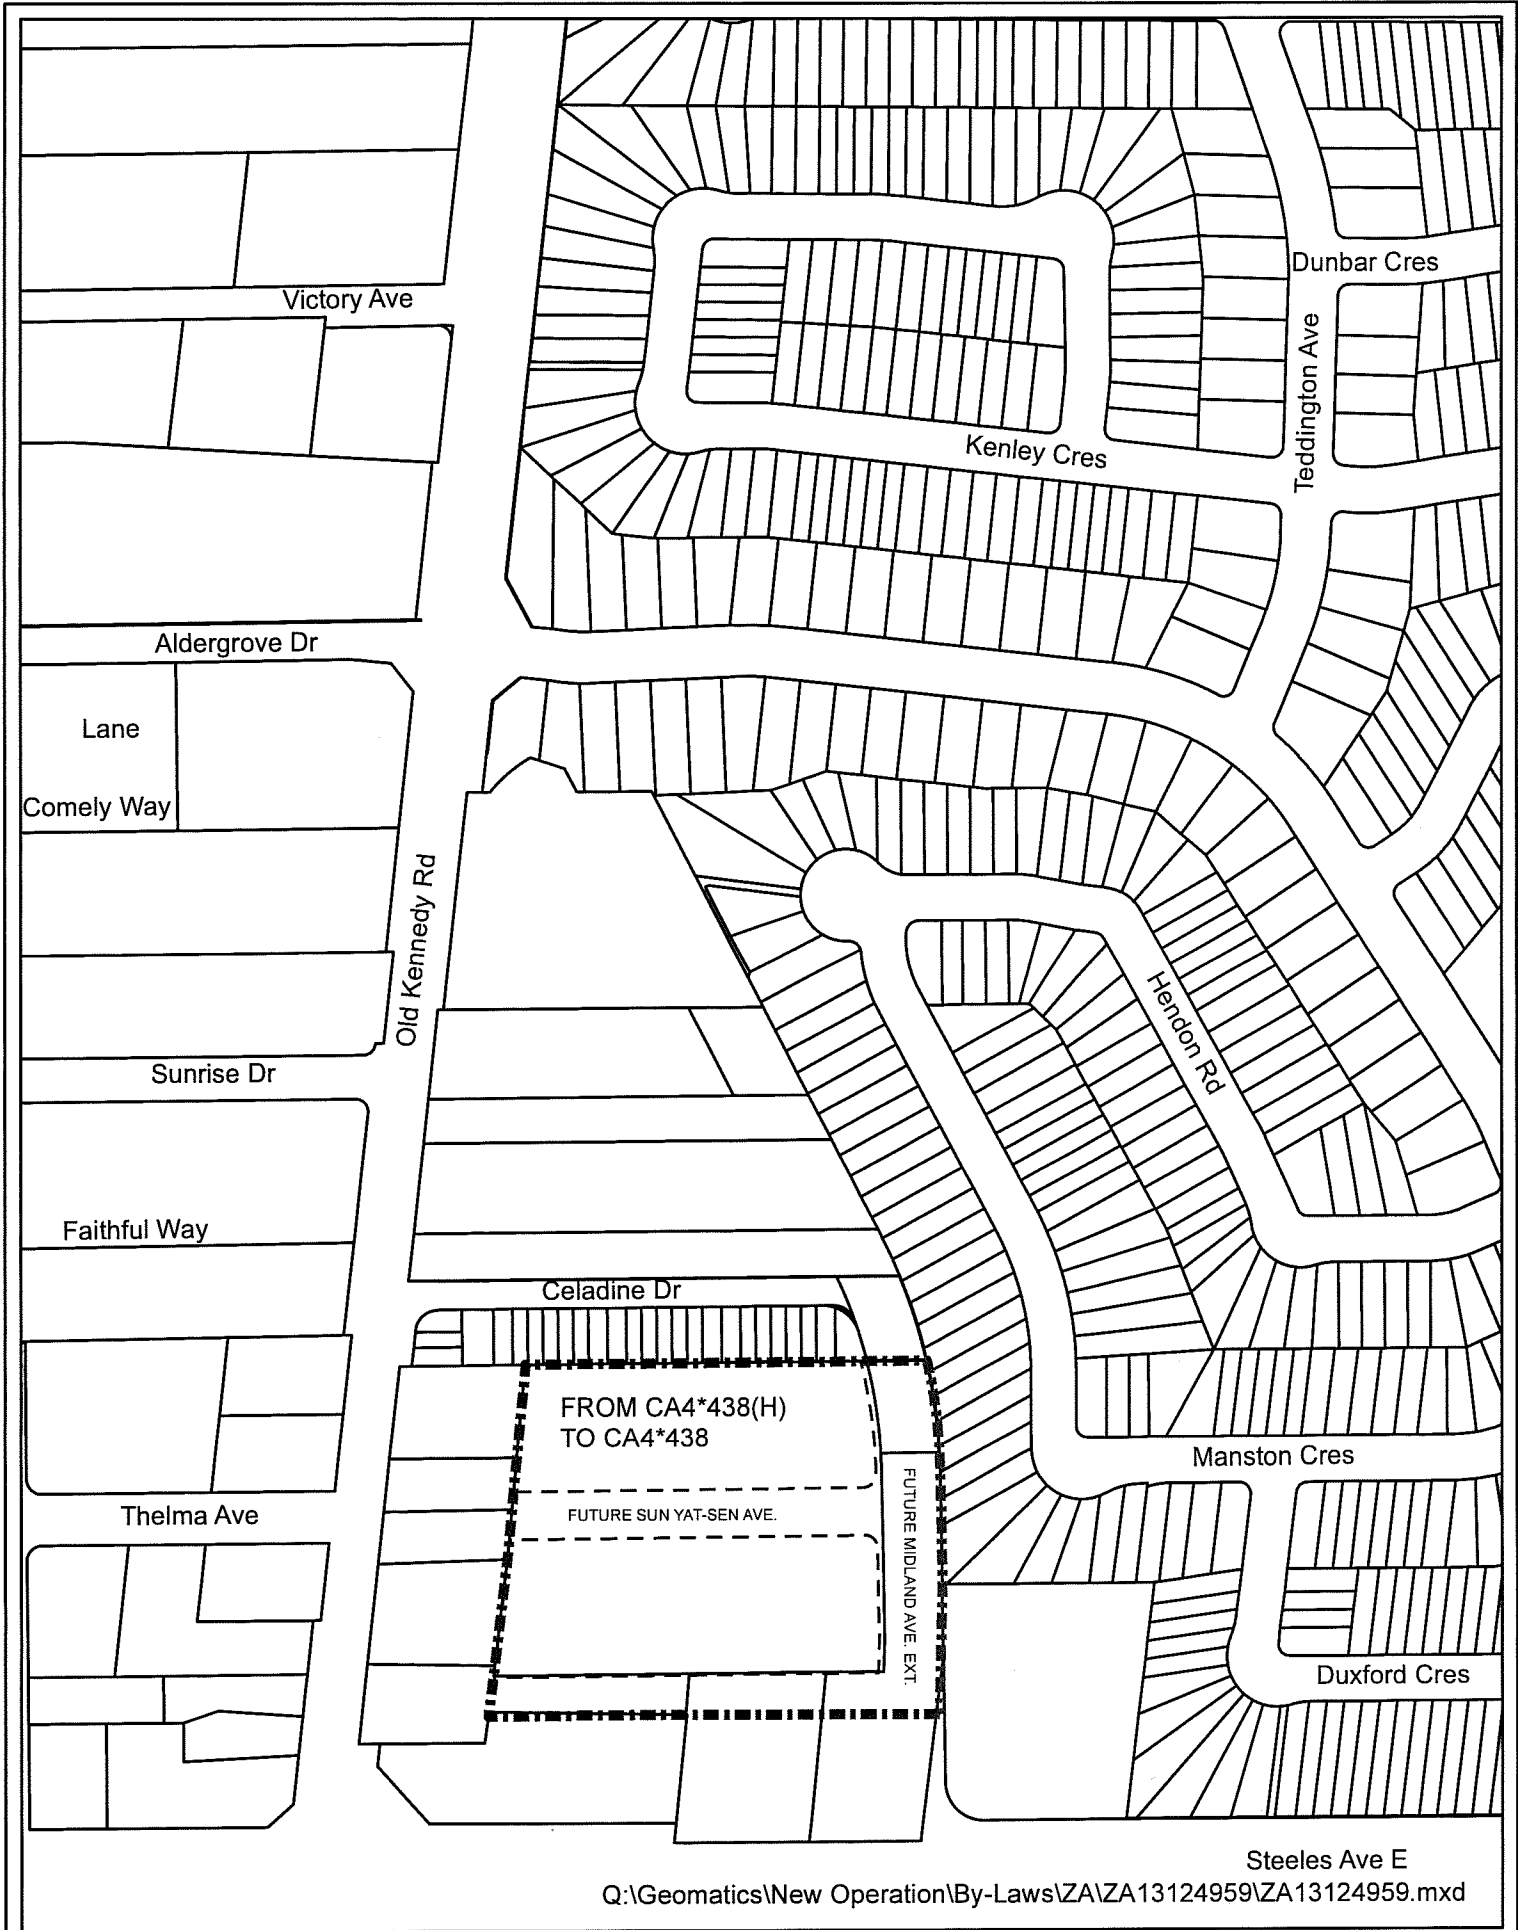 Dunbar Cres
Victory Ave
Teddington Ave
Kenley Cres
Aldergrove Dr
Lane
Comely Way
Old Kennedy Rd
Hendon Rd
Sunrise Dr
Faithful Way
Celadine Dr
FROM CA4*438(H)
TO CA4*438
Manston Cres
Thelma Ave
FUTURE SUN YAT-SEN AVE.
FUTURE MIDLAND AVE. EXT.
Duxford Cres
Steeles Ave E
Q:\Geomatics\New Operation\By-Laws\ZA\ZA13124959\ZA13124959.mxd